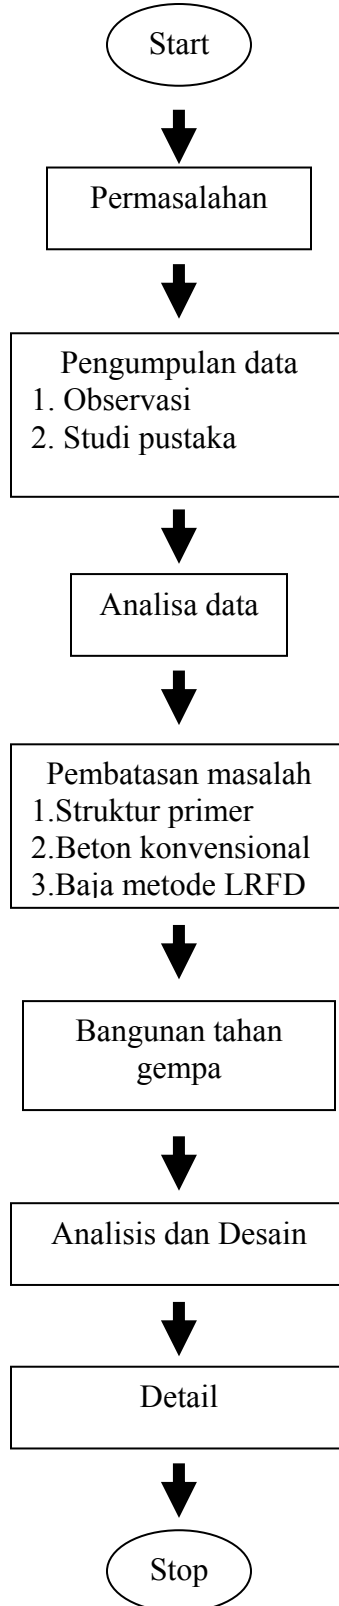 Start
Permasalahan
Pengumpulan data
1. Observasi
2. Studi pustaka
Analisa data
Pembatasan masalah
1.Struktur primer
2.Beton konvensional
3.Baja metode LRFD
Bangunan tahan
gempa
Analisis dan Desain
Detail
Stop